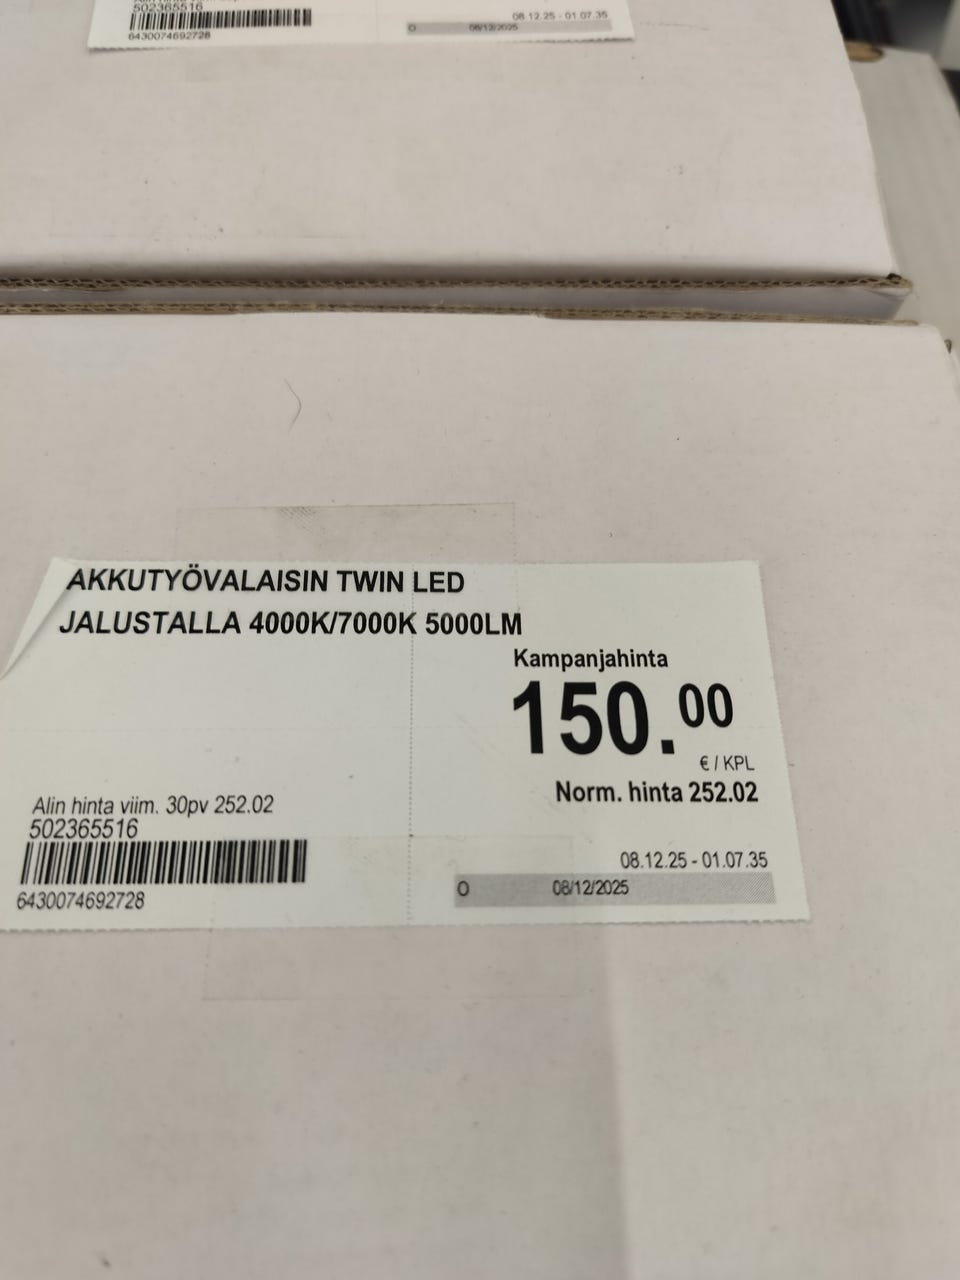 502365516
08.12.25 - 01.07.35
6430074692728
O 08/12/2025
AKKUTYÖVALAISIN TWIN LED
JALUSTALLA 4000K/7000K 5000LM
Kampanjahinta
150.00
€ / KPL
Norm. hinta 252.02
Alin hinta viim. 30pv 252.02
502365516
08.12.25 - 01.07.35
O 08/12/2025
6430074692728